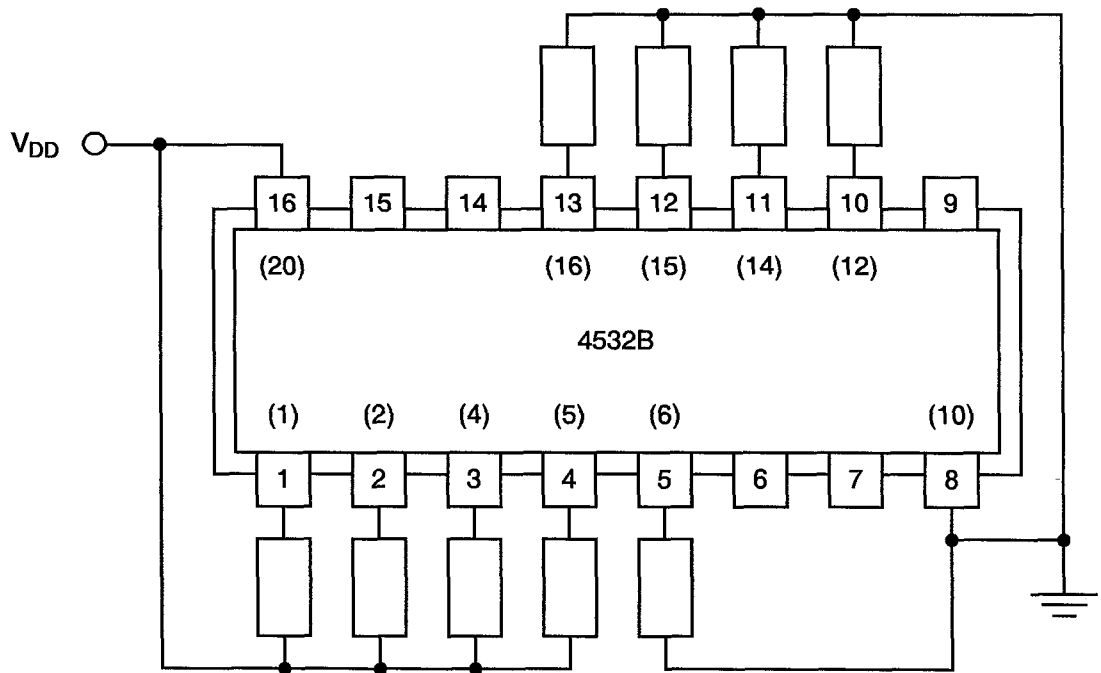 V_DD
16 15 14 13 12 11 10 9
(20) (16) (15) (14) (12)
4532B
(1) (2) (4) (5) (6) (10)
1 2 3 4 5 6 7 8